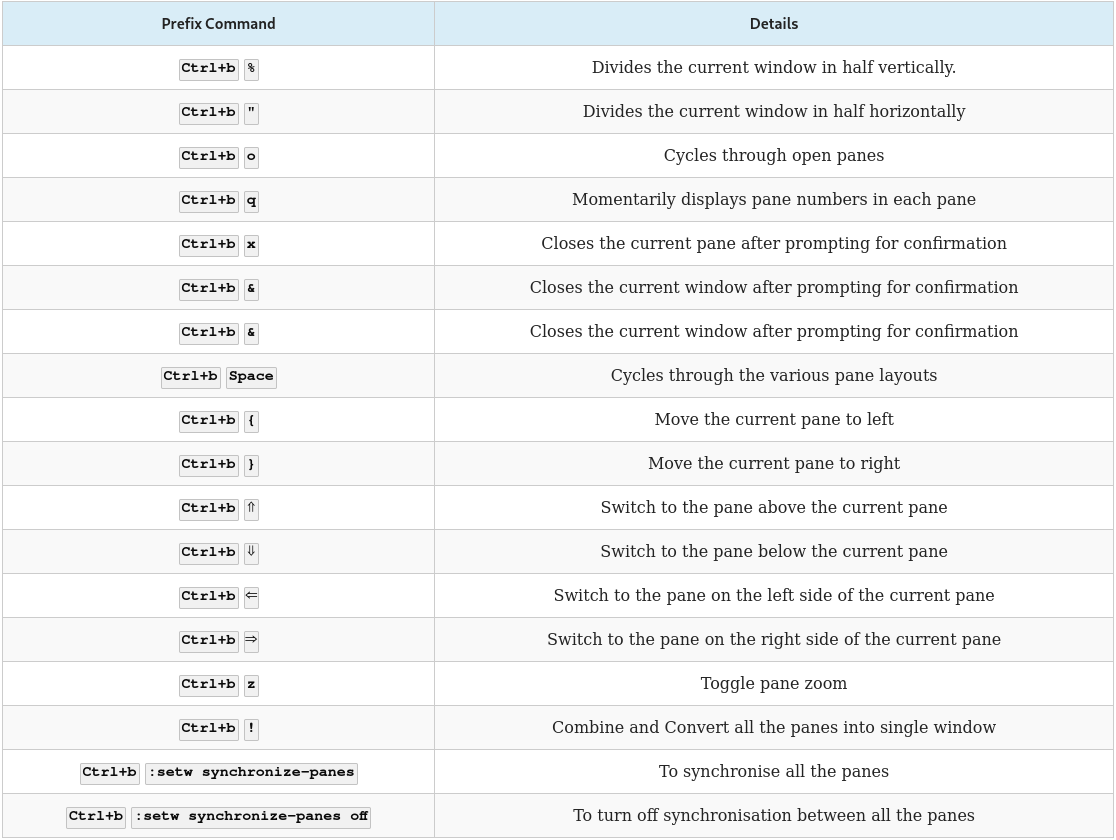 Prefix Command Details
Ctrl+b % Divides the current window in half vertically.
Ctrl+b " Divides the current window in half horizontally
Ctrl+b o Cycles through open panes
Ctrl+b q Momentarily displays pane numbers in each pane
Ctrl+b x Closes the current pane after prompting for confirmation
Ctrl+b & Closes the current window after prompting for confirmation
Ctrl+b & Closes the current window after prompting for confirmation
Ctrl+b Space Cycles through the various pane layouts
Ctrl+b { Move the current pane to left
Ctrl+b } Move the current pane to right
Ctrl+b ⇑ Switch to the pane above the current pane
Ctrl+b ⇓ Switch to the pane below the current pane
Ctrl+b ⇐ Switch to the pane on the left side of the current pane
Ctrl+b ⇒ Switch to the pane on the right side of the current pane
Ctrl+b z Toggle pane zoom
Ctrl+b ! Combine and Convert all the panes into single window
Ctrl+b :setw synchronize-panes To synchronise all the panes
Ctrl+b :setw synchronize-panes off To turn off synchronisation between all the panes